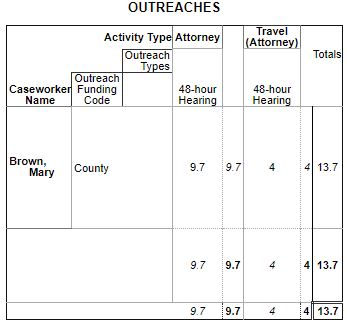 OUTREACHES
Activity Type Attorney Travel (Attorney) Totals
Outreach Types
Caseworker Name Outreach Funding Code 48-hour Hearing 48-hour Hearing
Brown, Mary County 9.7 9.7 4 4 13.7
9.7 9.7 4 4 13.7
9.7 9.7 4 4 13.7